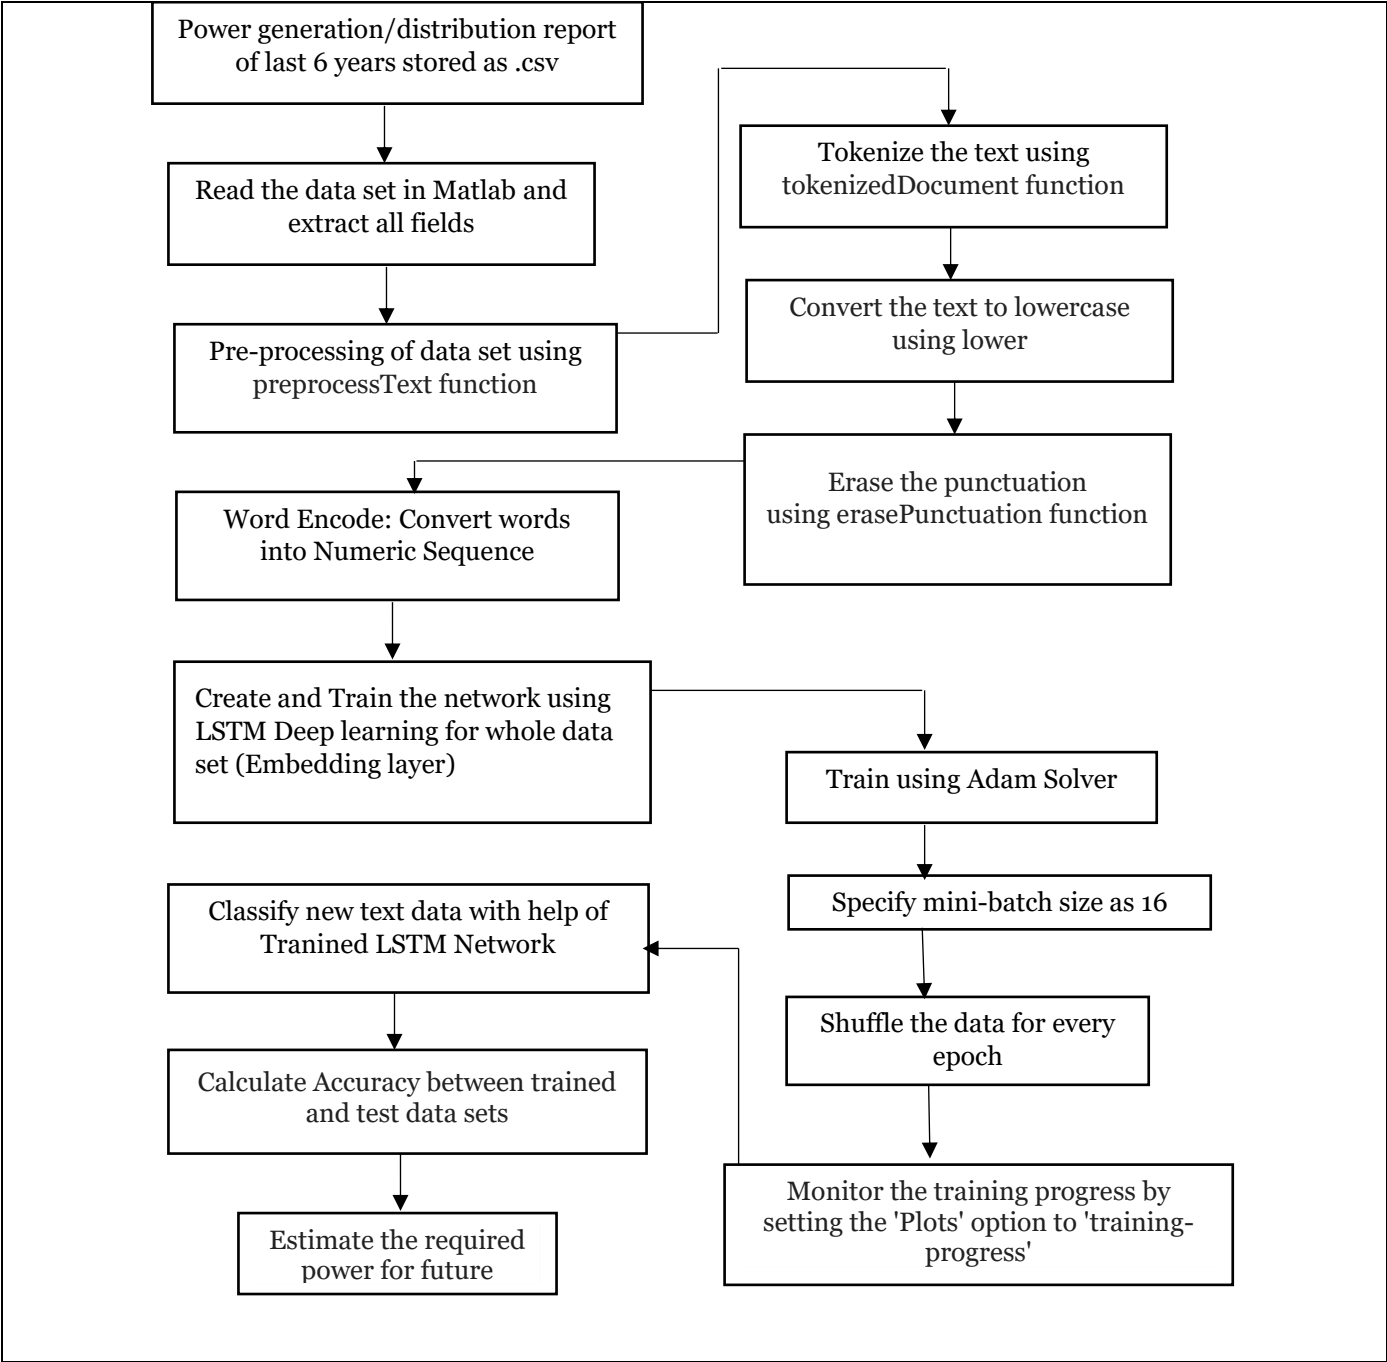 Power generation/distribution report
of last 6 years stored as .csv
Read the data set in Matlab and
extract all fields
Pre-processing of data set using
preprocessText function
Tokenize the text using
tokenizedDocument function
Convert the text to lowercase
using lower
Erase the punctuation
using erasePunctuation function
Word Encode: Convert words
into Numeric Sequence
Create and Train the network using
LSTM Deep learning for whole data
set (Embedding layer)
Train using Adam Solver
Specify mini-batch size as 16
Shuffle the data for every
epoch
Monitor the training progress by
setting the 'Plots' option to 'training-
progress'
Classify new text data with help of
Tranined LSTM Network
Calculate Accuracy between trained
and test data sets
Estimate the required
power for future